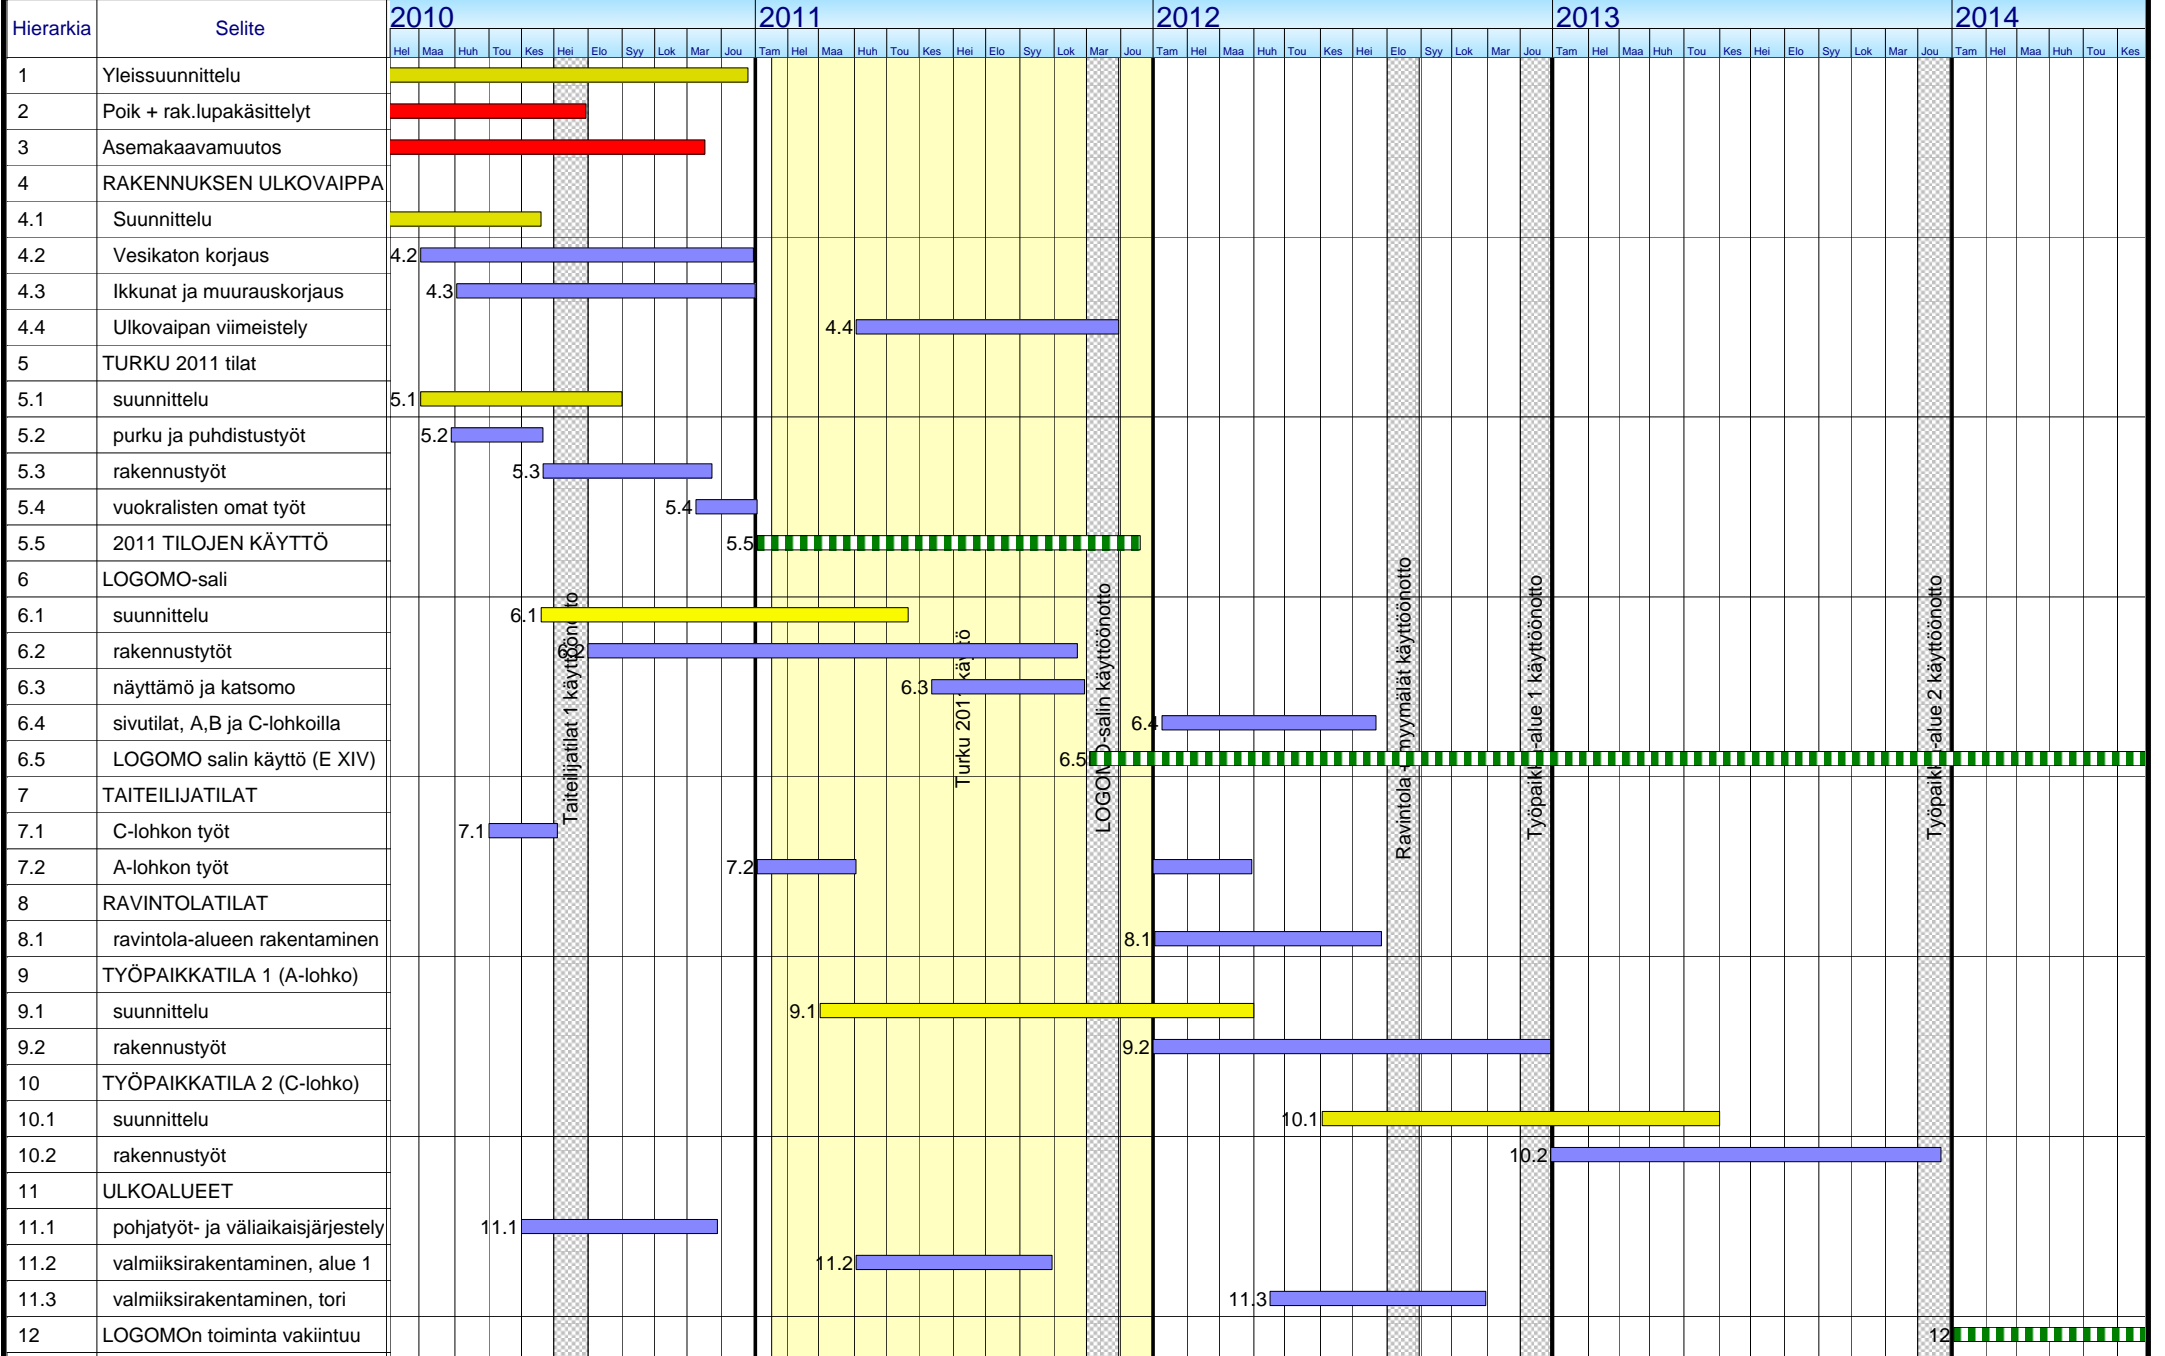 Hierarkia Selite 2010 2011 2012 2013 2014
Hel Maa Huh Tou Kes Hei Elo Syy Lok Mar Jou Tam Hel Maa Huh Tou Kes Hei Elo Syy Lok Mar Jou Tam Hel Maa Huh Tou Kes Hei Elo Syy Lok Mar Jou Tam Hel Maa Huh Tou Kes Hei Elo Syy Lok Mar Jou Tam Hel Maa Huh Tou Kes
1 Yleissuunnittelu
2 Poik + rak.lupakäsittelyt
3 Asemakaavamuutos
4 RAKENNUKSEN ULKOVAIPPA
4.1 Suunnittelu
4.2 Vesikaton korjaus 4.2
4.3 Ikkunat ja muurauskorjaus 4.3
4.4 Ulkovaipan viimeistely 4.4
5 TURKU 2011 tilat
5.1 suunnittelu 5.1
5.2 purku ja puhdistustyöt 5.2
5.3 rakennustyöt 5.3
5.4 vuokralisten omat työt 5.4
5.5 2011 TILOJEN KÄYTTÖ 5.5
6 LOGOMO-sali
6.1 suunnittelu 6.1
6.2 rakennustytöt 6.2
6.3 näyttämö ja katsomo 6.3
6.4 sivutilat, A,B ja C-lohkoilla 6.4
6.5 LOGOMO salin käyttö (E XIV) 6.5
7 TAITEILIJATILAT
7.1 C-lohkon työt 7.1
7.2 A-lohkon työt 7.2
8 RAVINTOLATILAT
8.1 ravintola-alueen rakentaminen 8.1
9 TYÖPAIKKATILA 1 (A-lohko)
9.1 suunnittelu 9.1
9.2 rakennustyöt 9.2
10 TYÖPAIKKATILA 2 (C-lohko)
10.1 suunnittelu 10.1
10.2 rakennustyöt 10.2
11 ULKOALUEET
11.1 pohjatyöt- ja väliaikaisjärjestely 11.1
11.2 valmiiksirakentaminen, alue 1 11.2
11.3 valmiiksirakentaminen, tori 11.3
12 LOGOMOn toiminta vakiintuu 12
Taiteilijatilat 1 käyttöönotto
Turku 2011 käyttö
LOGOMO-salin käyttöönotto
Ravintola + myymälät käyttöönotto
Työpaikka-alue 1 käyttöönotto
Työpaikka-alue 2 käyttöönotto